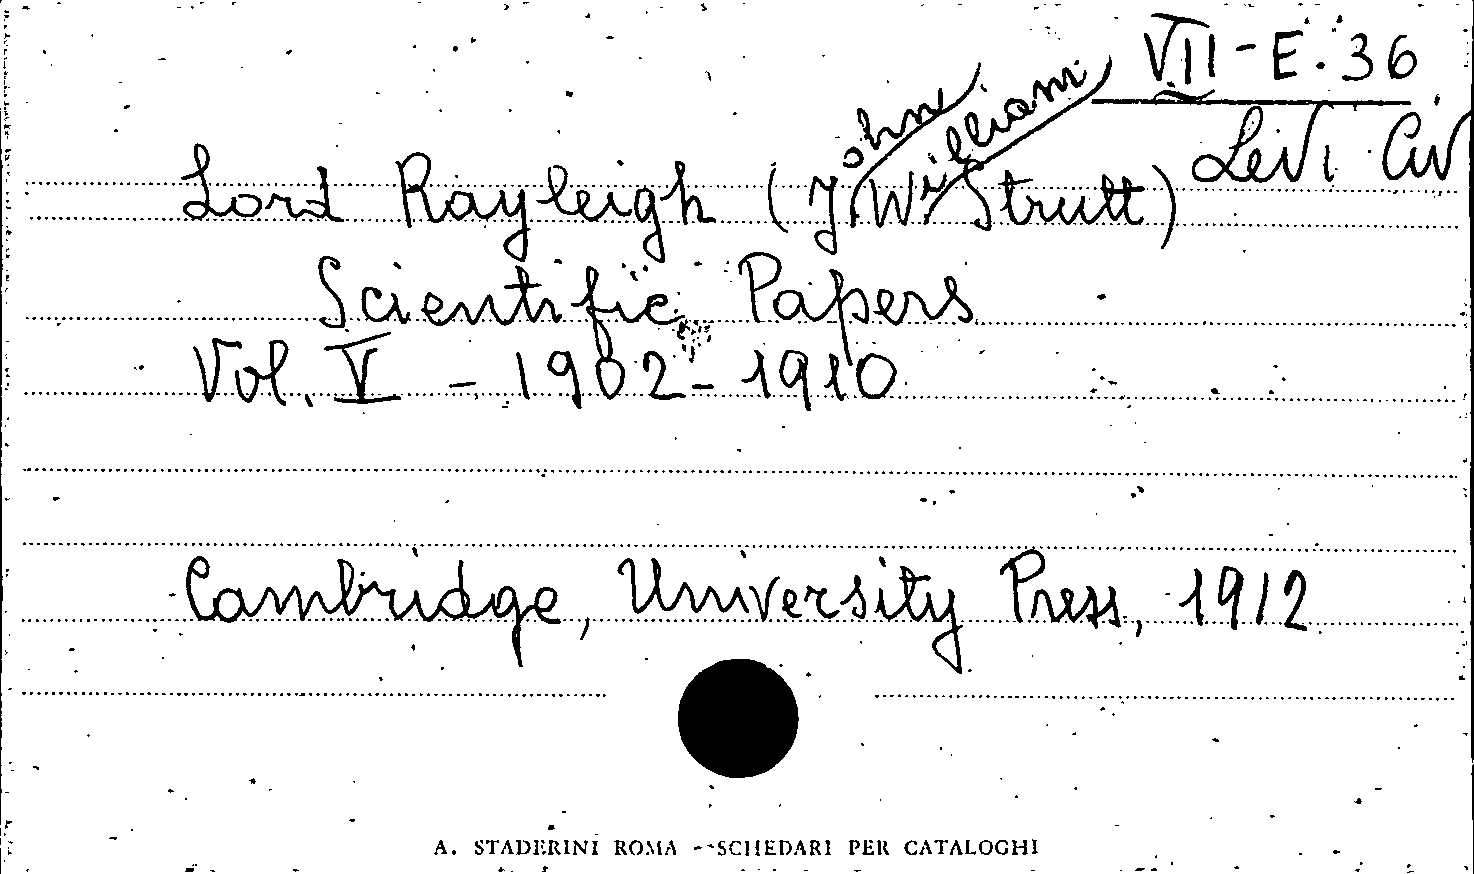 VII-E.36
Levi Civ
Lord Rayleigh (John William Strutt)
Scientific Papers
Vol. V - 1902-1910
Cambridge, University Press, 1912
A. STADERINI ROMA - SCHEDARI PER CATALOGHI